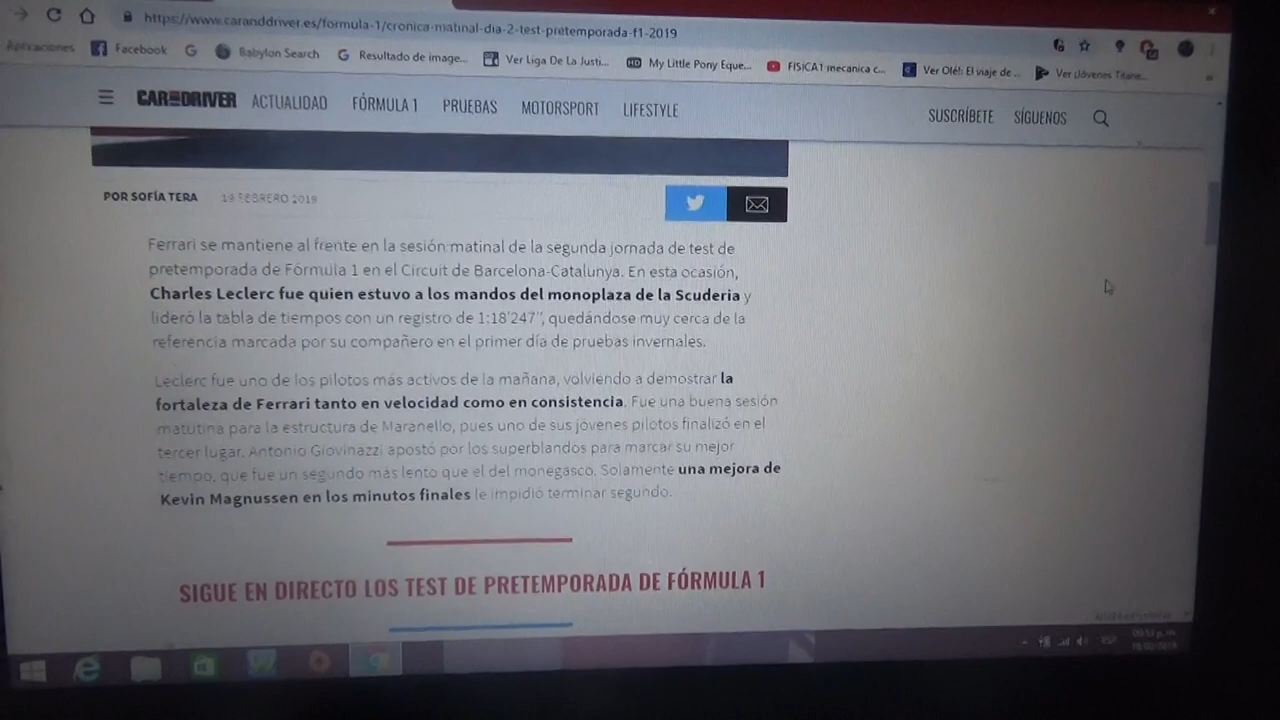 https://www.caranddriver.es/formula-1/cronica-matinal-dia-2-test-pretemporada-f1-2019
Aplicaciones Facebook Babylon Search Resultado de image... Ver Liga De La Justi... My Little Pony Eque... FISICA1 mecanica c... Ver Olé!: El viaje de ... Ver ¡Jóvenes Titane...
CAR AND DRIVER ACTUALIDAD FÓRMULA 1 PRUEBAS MOTORSPORT LIFESTYLE SUSCRÍBETE SÍGUENOS
POR SOFÍA TERA FEBRERO 2019
Ferrari se mantiene al frente en la sesión matinal de la segunda jornada de test de
pretemporada de Fórmula 1 en el Circuit de Barcelona-Catalunya. En esta ocasión,
Charles Leclerc fue quien estuvo a los mandos del monoplaza de la Scuderia y
lideró la tabla de tiempos con un registro de 1:18'247'', quedándose muy cerca de la
referencia marcada por su compañero en el primer día de pruebas invernales.
Leclerc fue uno de los pilotos más activos de la mañana, volviendo a demostrar la
fortaleza de Ferrari tanto en velocidad como en consistencia. Fue una buena sesión
matutina para la estructura de Maranello, pues uno de sus jóvenes pilotos finalizó en el
tercer lugar. Antonio Giovinazzi apostó por los superblandos para marcar su mejor
tiempo, que fue un segundo más lento que el del monegasco. Solamente una mejora de
Kevin Magnussen en los minutos finales le impidió terminar segundo.
SIGUE EN DIRECTO LOS TEST DE PRETEMPORADA DE FÓRMULA 1